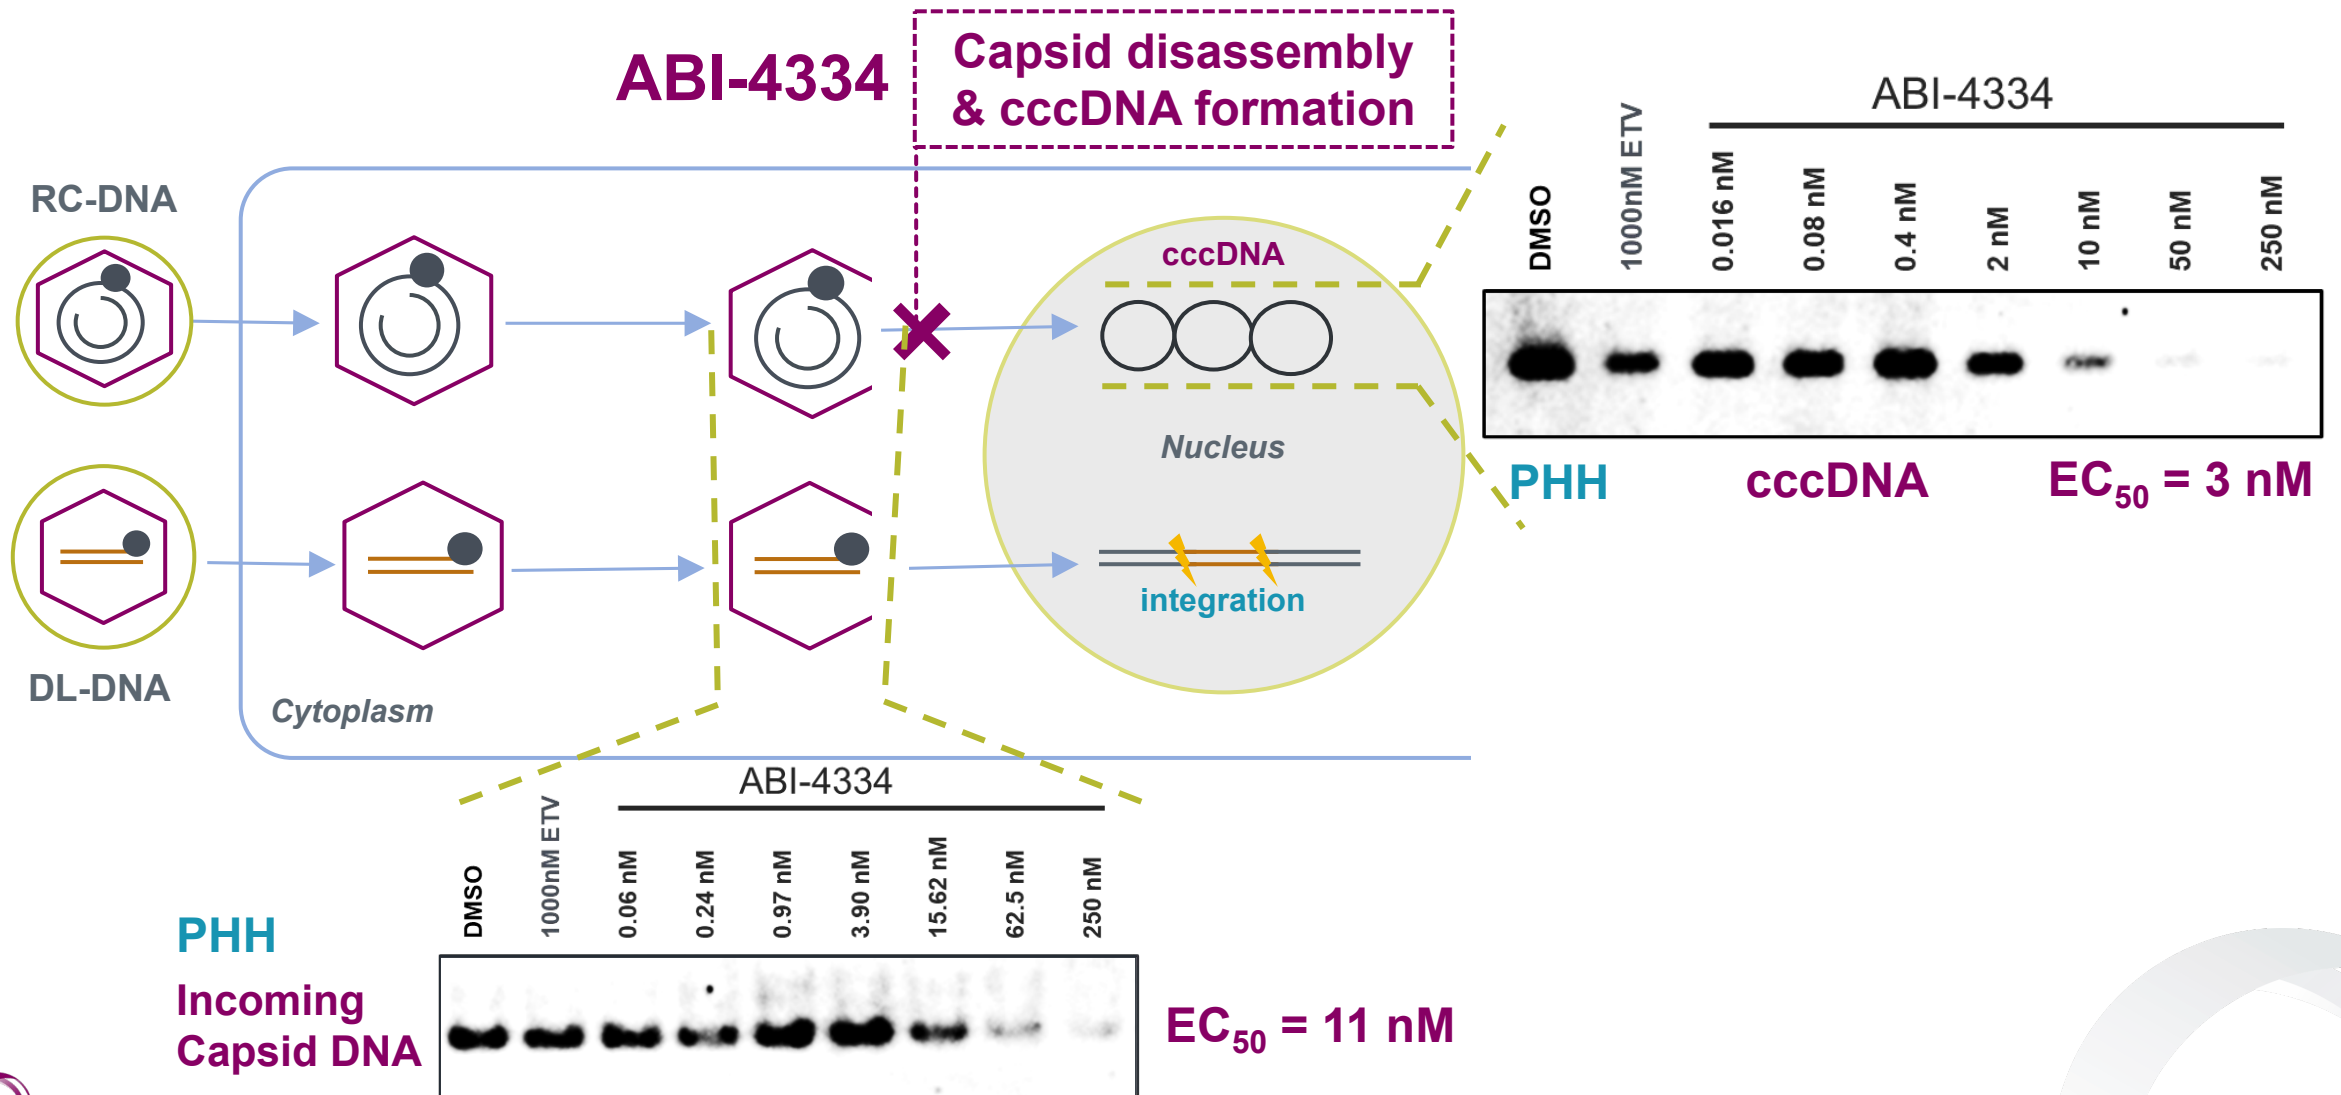 ABI-4334
Capsid disassembly
& cccDNA formation
RC-DNA
DL-DNA
Cytoplasm
cccDNA
Nucleus
integration
ABI-4334
DMSO
1000nM ETV
0.016 nM
0.08 nM
0.4 nM
2 nM
10 nM
50 nM
250 nM
PHH
cccDNA
EC50 = 3 nM
ABI-4334
DMSO
1000nM ETV
0.06 nM
0.24 nM
0.97 nM
3.90 nM
15.62 nM
62.5 nM
250 nM
PHH
Incoming
Capsid DNA
EC50 = 11 nM